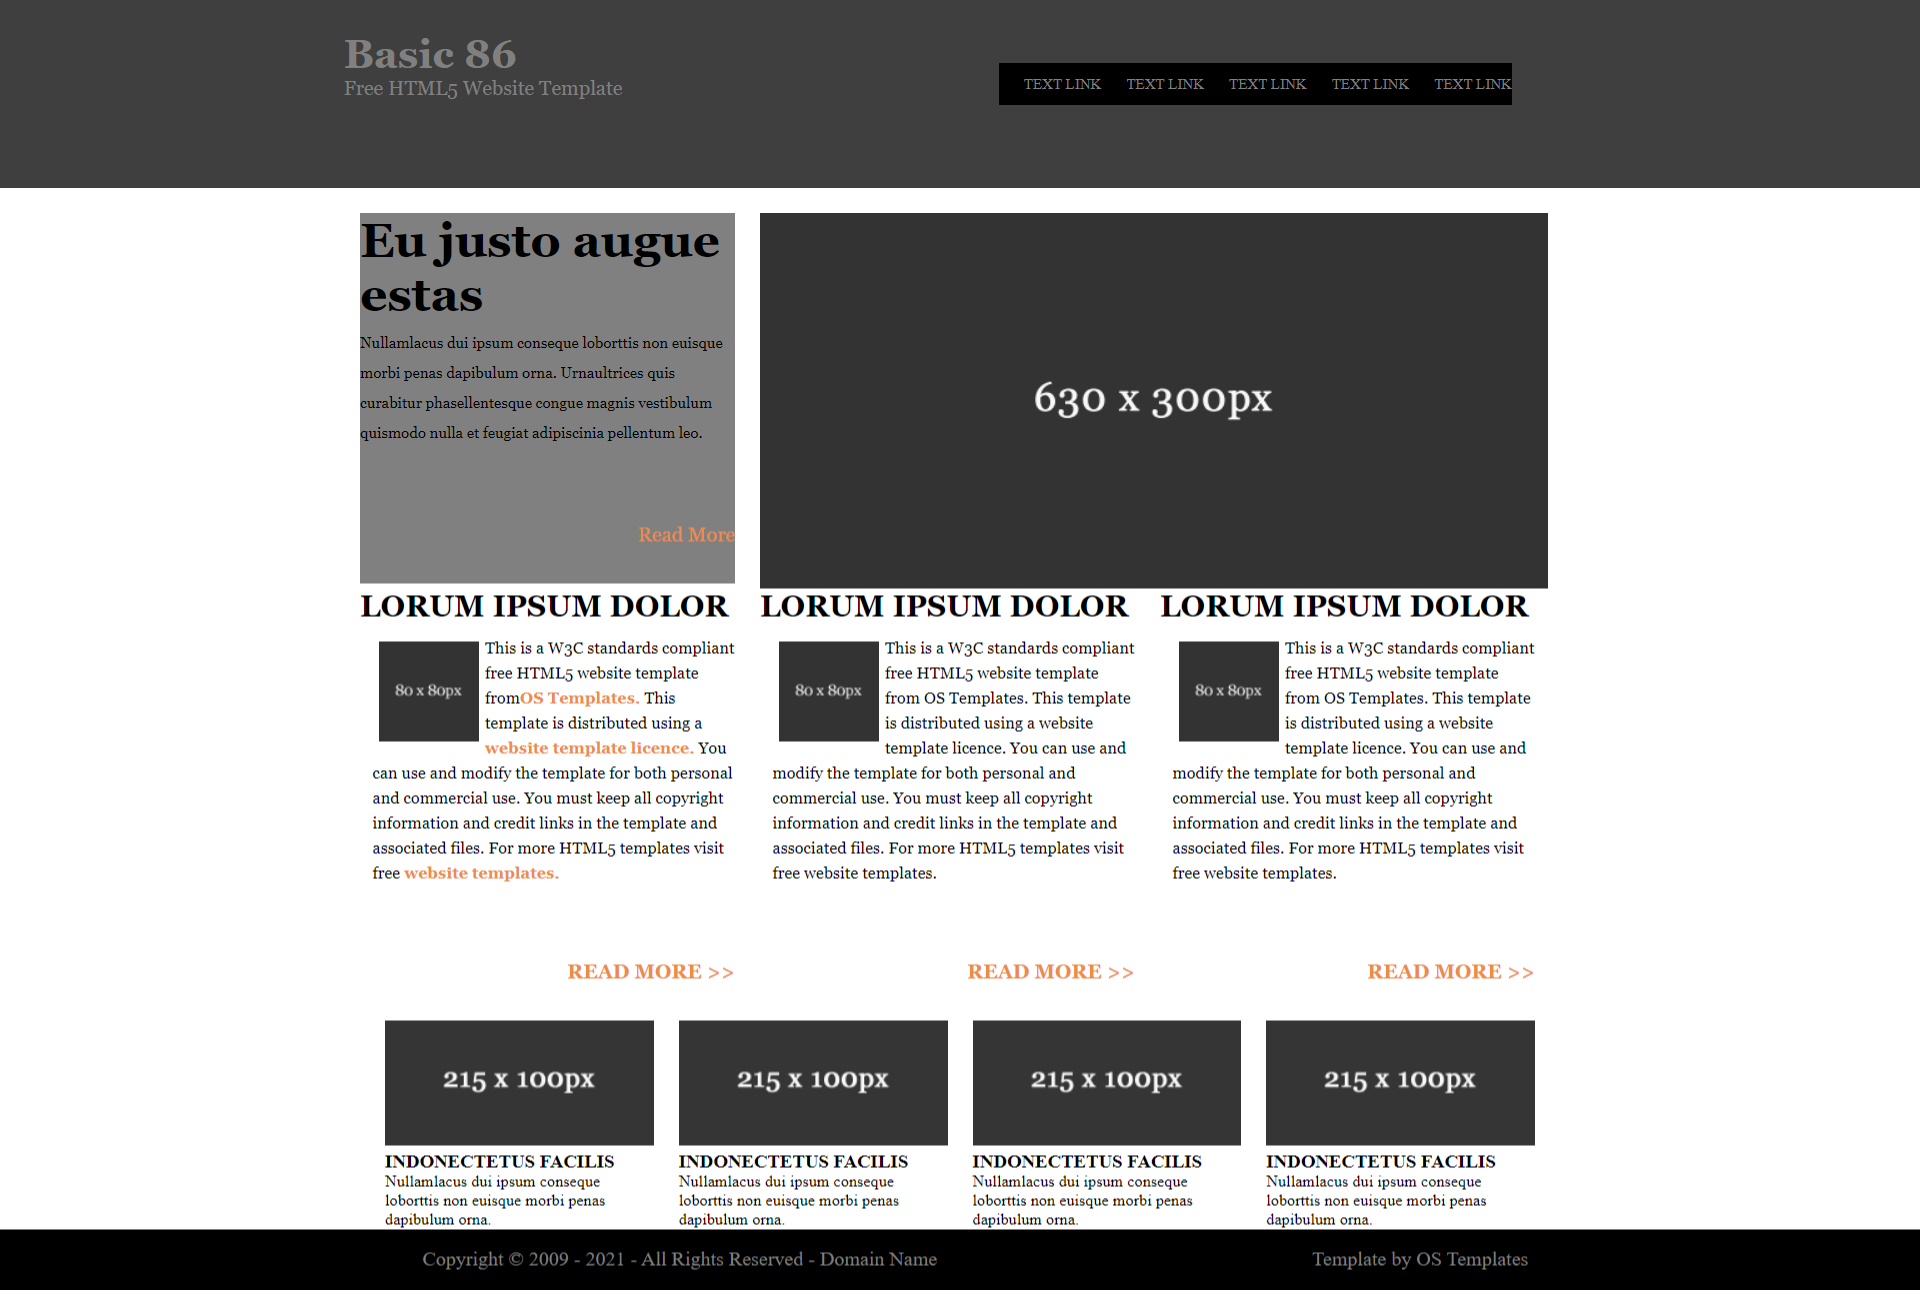 Basic 86
Free HTML5 Website Template
TEXT LINK TEXT LINK TEXT LINK TEXT LINK TEXT LINK
Eu justo augue
estas
Nullamlacus dui ipsum conseque loborttis non euisque
morbi penas dapibulum orna. Urnaultrices quis
curabitur phasellentesque congue magnis vestibulum
quismodo nulla et feugiat adipiscinia pellentum leo.
Read More
630 x 300px
LORUM IPSUM DOLOR
80 x 80px
This is a W3C standards compliant
free HTML5 website template
fromOS Templates. This
template is distributed using a
website template licence. You
can use and modify the template for both personal
and commercial use. You must keep all copyright
information and credit links in the template and
associated files. For more HTML5 templates visit
free website templates.
READ MORE >>
LORUM IPSUM DOLOR
80 x 80px
This is a W3C standards compliant
free HTML5 website template
from OS Templates. This template
is distributed using a website
template licence. You can use and
modify the template for both personal and
commercial use. You must keep all copyright
information and credit links in the template and
associated files. For more HTML5 templates visit
free website templates.
READ MORE >>
LORUM IPSUM DOLOR
80 x 80px
This is a W3C standards compliant
free HTML5 website template
from OS Templates. This template
is distributed using a website
template licence. You can use and
modify the template for both personal and
commercial use. You must keep all copyright
information and credit links in the template and
associated files. For more HTML5 templates visit
free website templates.
READ MORE >>
215 x 100px
INDONECTETUS FACILIS
Nullamlacus dui ipsum conseque
loborttis non euisque morbi penas
dapibulum orna.
215 x 100px
INDONECTETUS FACILIS
Nullamlacus dui ipsum conseque
loborttis non euisque morbi penas
dapibulum orna.
215 x 100px
INDONECTETUS FACILIS
Nullamlacus dui ipsum conseque
loborttis non euisque morbi penas
dapibulum orna.
215 x 100px
INDONECTETUS FACILIS
Nullamlacus dui ipsum conseque
loborttis non euisque morbi penas
dapibulum orna.
Copyright © 2009 - 2021 - All Rights Reserved - Domain Name
Template by OS Templates